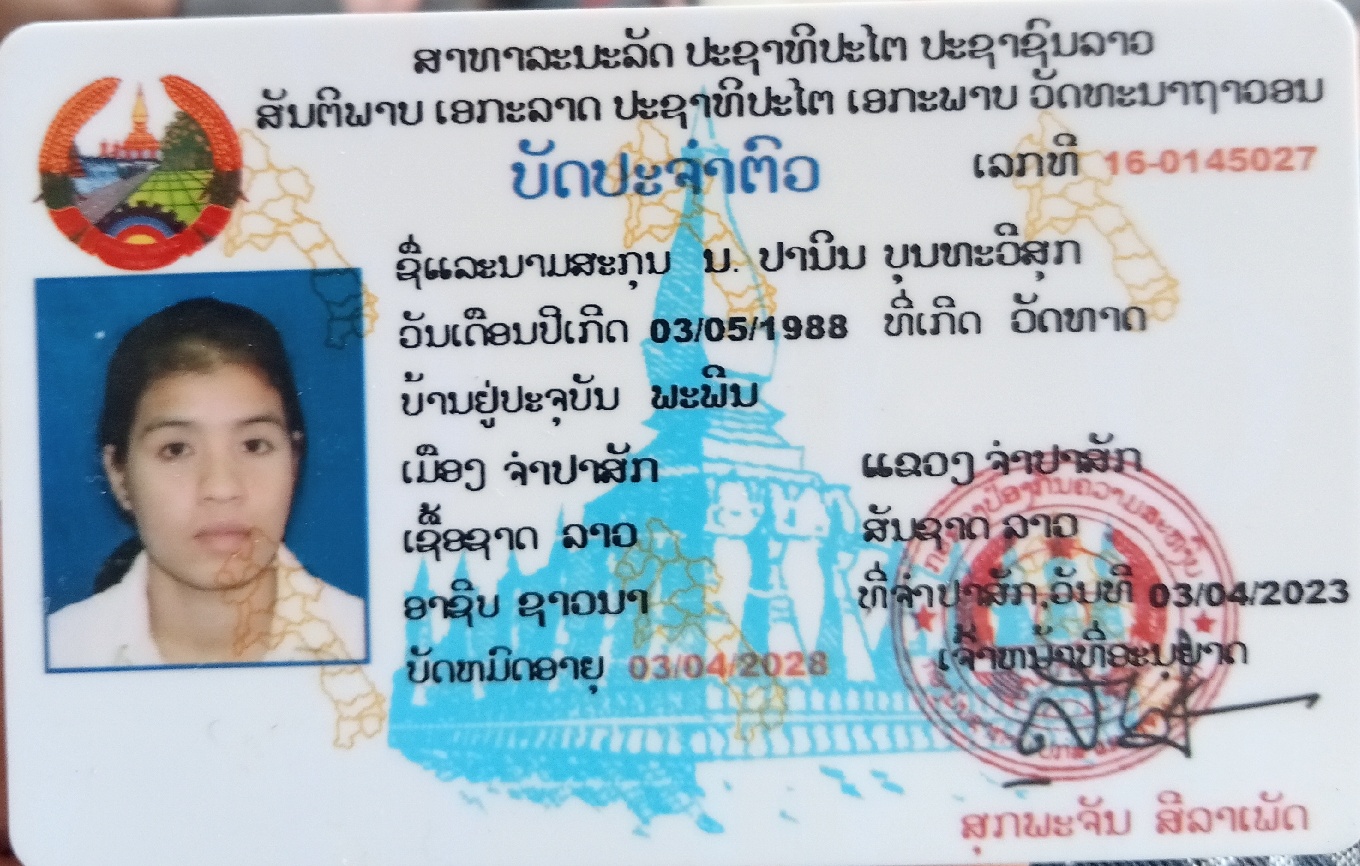 ສາທາລະນະລັດ ປະຊາທິປະໄຕ ປະຊາຊົນລາວ
ສັນຕິພາບ ເອກະລາດ ປະຊາທິປະໄຕ ເອກະພາບ ວັດທະນາຖາວອນ
ບັດປະຈຳຕົວ ເລກທີ 16-0145027
ຊື່ແລະນາມສະກຸນ ນ. ປານິນ ບຸນທະວີສຸກ
ວັນເດືອນປີເກີດ 03/05/1988 ທີ່ເກີດ ວັດທາດ
ບ້ານຢູ່ປະຈຸບັນ ພະພິນ
ເມືອງ ຈຳປາສັກ ແຂວງ ຈຳປາສັກ
ເຊື້ອຊາດ ລາວ ສັນຊາດ ລາວ
ອາຊີບ ຊາວນາ ທີ່ຈຳປາສັກ,ວັນທີ 03/04/2023
ບັດຫມົດອາຍຸ 03/04/2028 ເຈົ້າຫນ້າທີ່ອະນຸຍາດ
ສຸກພະຈັນ ສີລາເພັດ